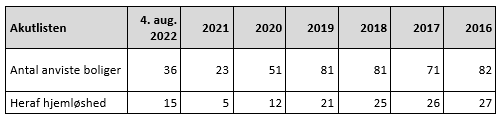 Akutlisten 4. aug. 2022 2021 2020 2019 2018 2017 2016
Antal anviste boliger 36 23 51 81 81 71 82
Heraf hjemløshed 15 5 12 21 25 26 27